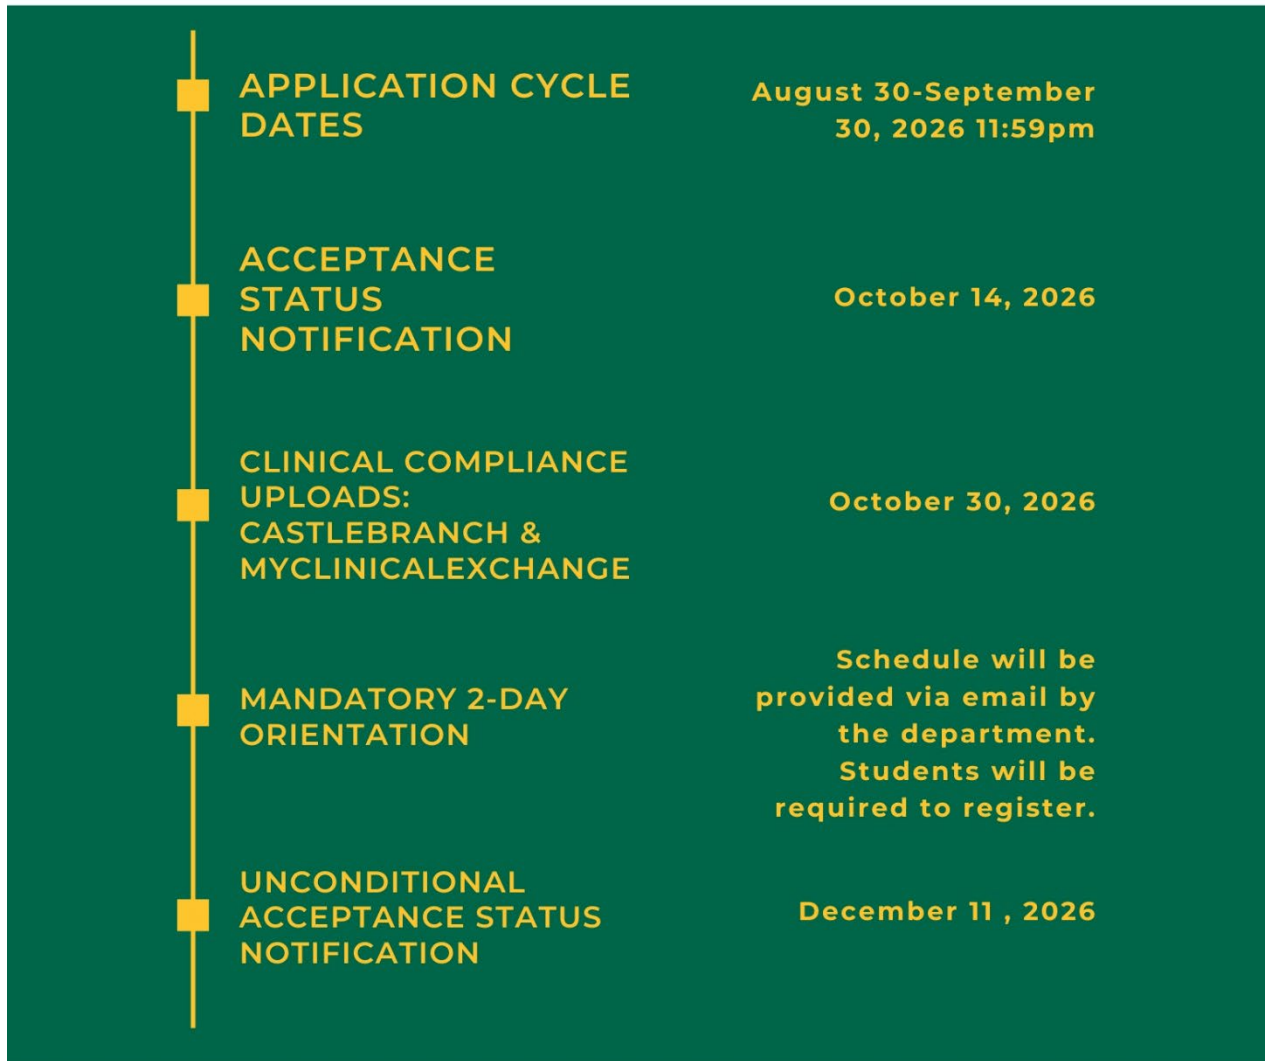 APPLICATION CYCLE
DATES
August 30-September
30, 2026 11:59pm
ACCEPTANCE
STATUS
NOTIFICATION
October 14, 2026
CLINICAL COMPLIANCE
UPLOADS:
CASTLEBRANCH &
MYCLINICALEXCHANGE
October 30, 2026
MANDATORY 2-DAY
ORIENTATION
Schedule will be
provided via email by
the department.
Students will be
required to register.
UNCONDITIONAL
ACCEPTANCE STATUS
NOTIFICATION
December 11 , 2026